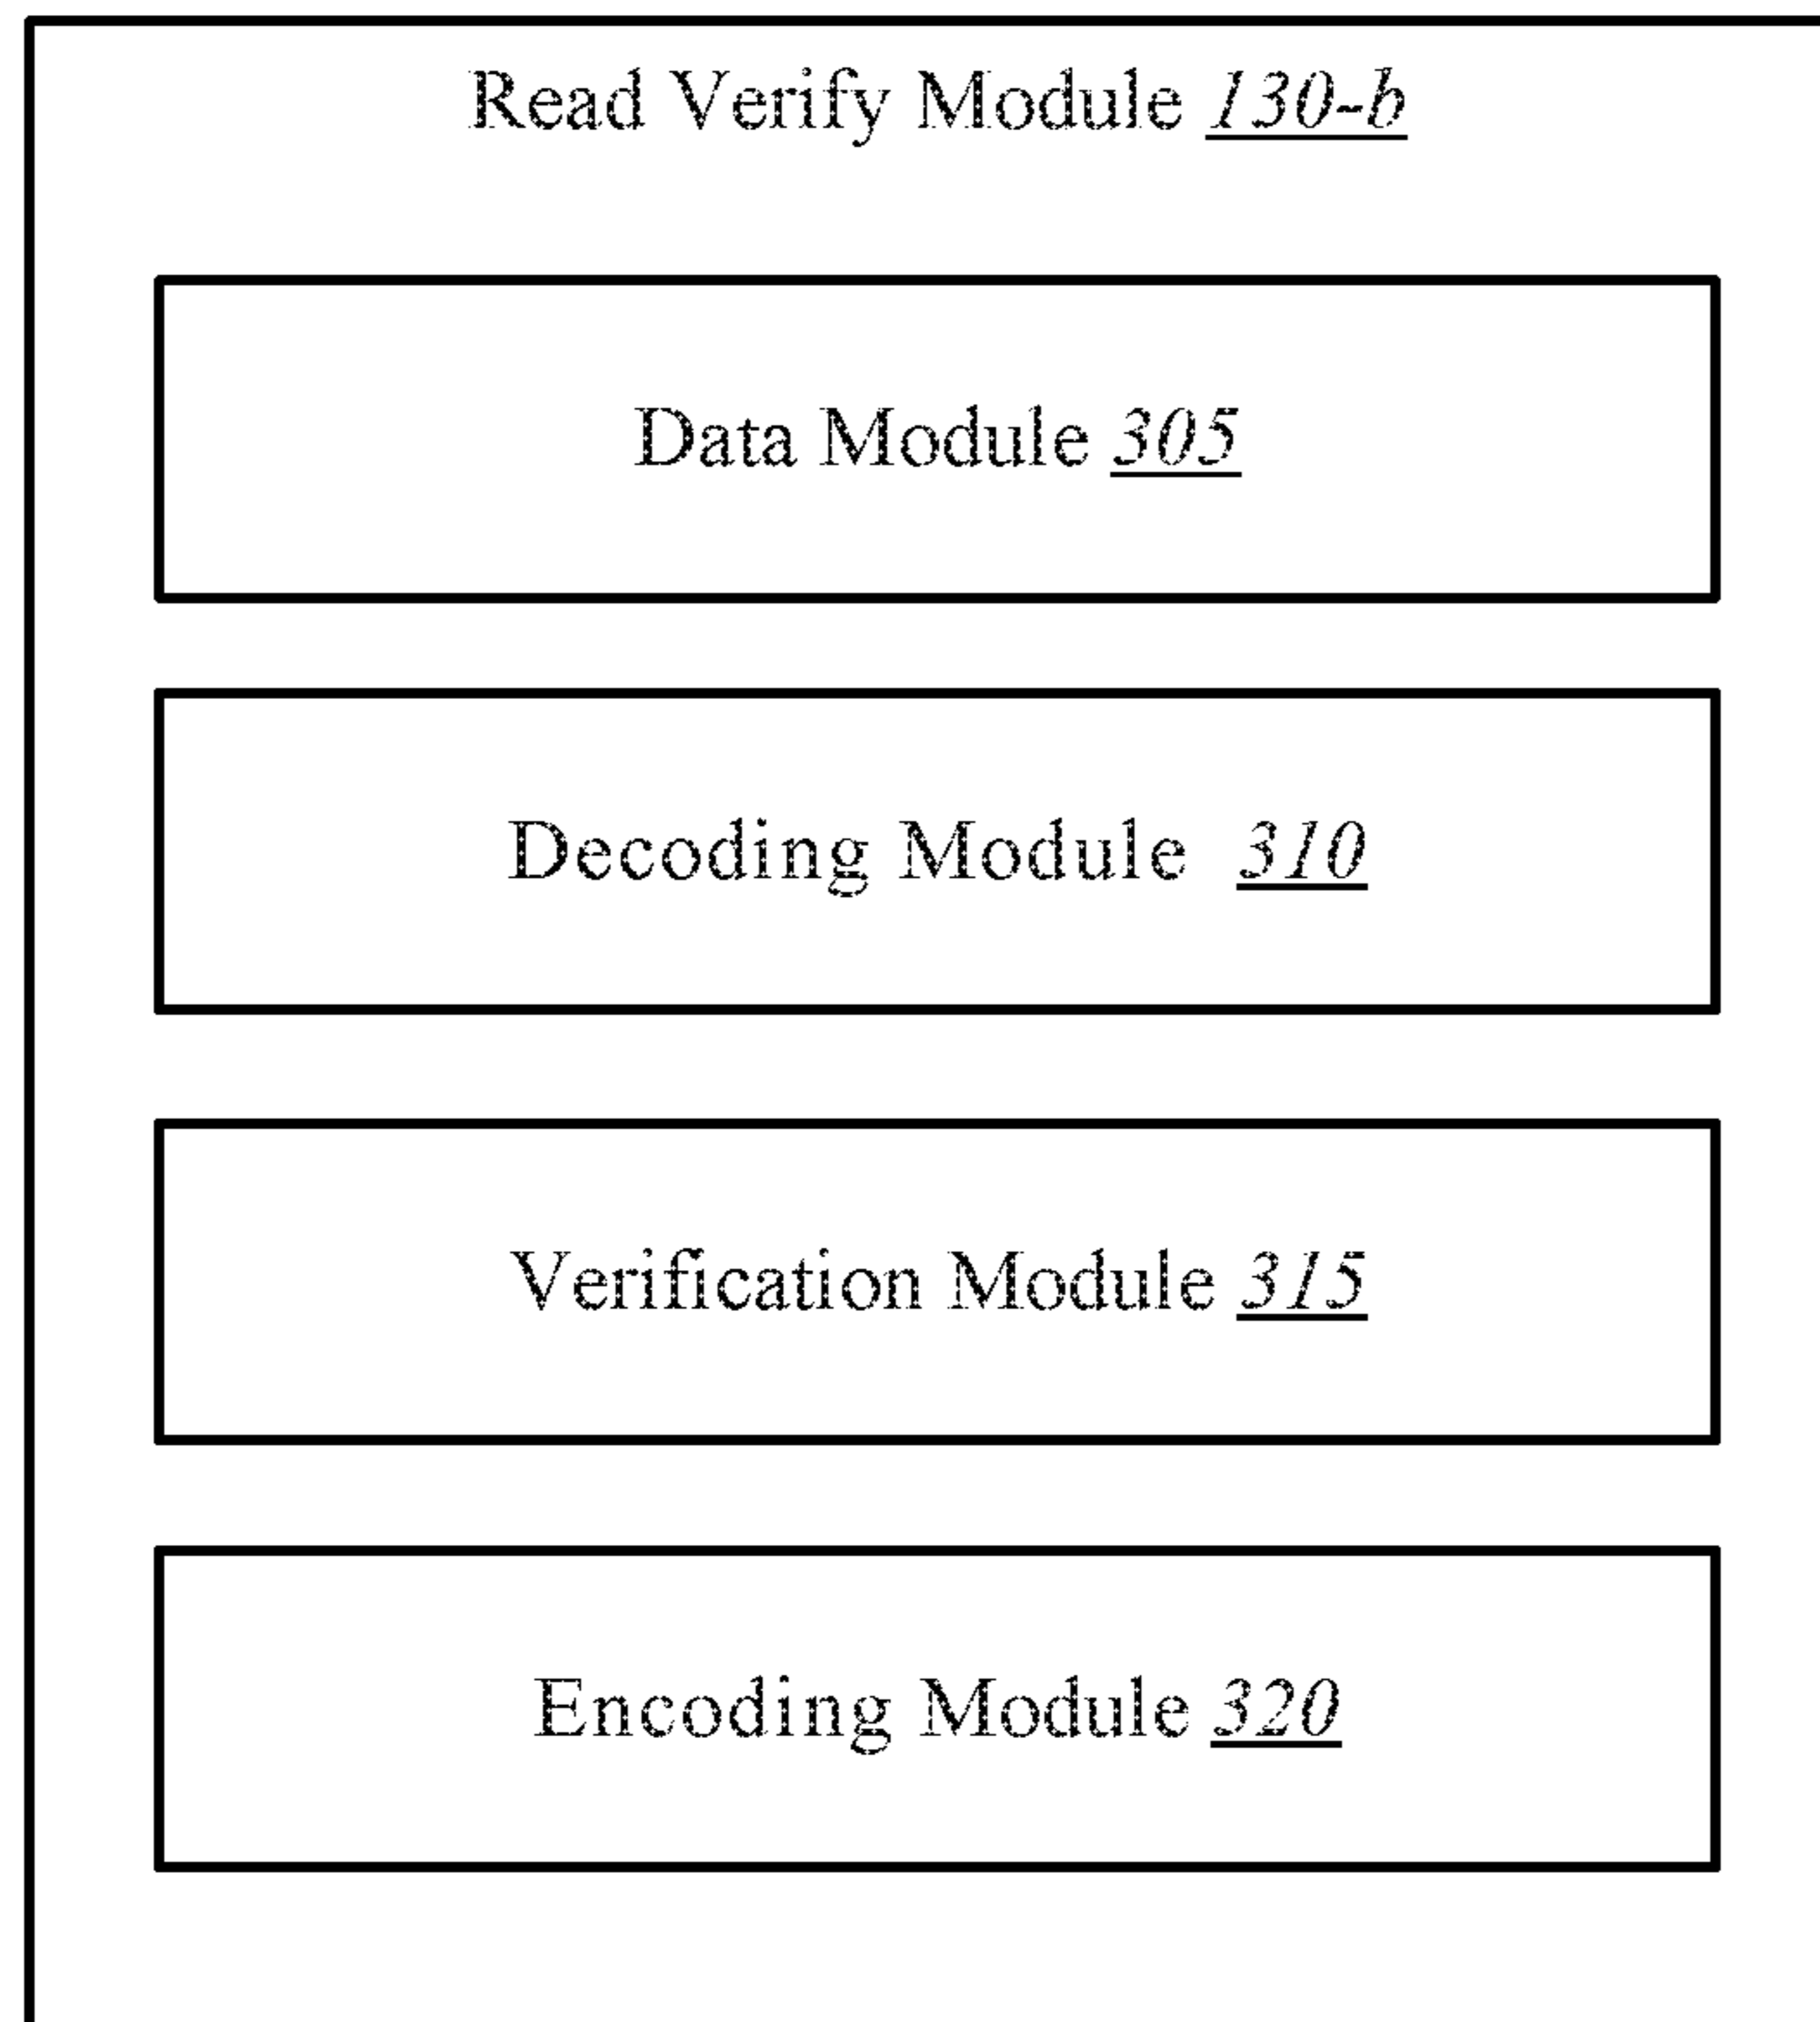 Read Verify Module 130-b
Data Module 305
Decoding Module 310
Verification Module 315
Encoding Module 320